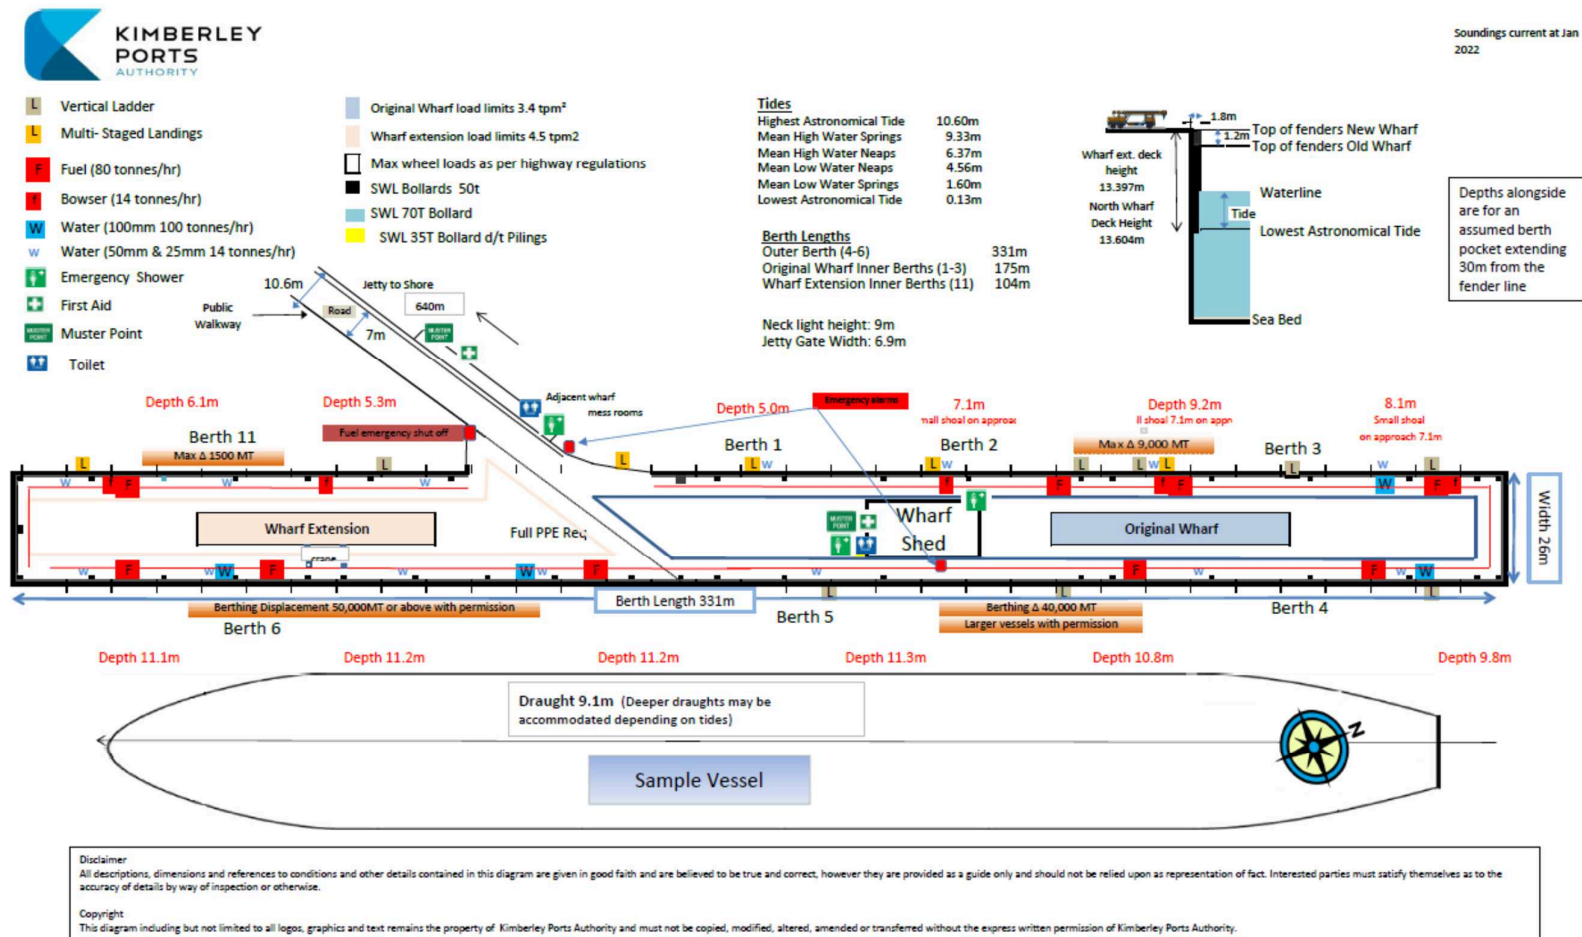 KIMBERLEY
PORTS
AUTHORITY
Soundings current at Jan
2022
L Vertical Ladder
L Multi- Staged Landings
F Fuel (80 tonnes/hr)
f Bowser (14 tonnes/hr)
W Water (100mm 100 tonnes/hr)
w Water (50mm & 25mm 14 tonnes/hr)
Emergency Shower
First Aid
MUSTER POINT Muster Point
Toilet
Original Wharf load limits 3.4 tpm²
Wharf extension load limits 4.5 tpm2
Max wheel loads as per highway regulations
SWL Bollards 50t
SWL 70T Bollard
SWL 35T Bollard d/t Pilings
Tides
Highest Astronomical Tide 10.60m
Mean High Water Springs 9.33m
Mean High Water Neaps 6.37m
Mean Low Water Neaps 4.56m
Mean Low Water Springs 1.60m
Lowest Astronomical Tide 0.13m
Berth Lengths
Outer Berth (4-6) 331m
Original Wharf Inner Berths (1-3) 175m
Wharf Extension Inner Berths (11) 104m
Neck light height: 9m
Jetty Gate Width: 6.9m
1.8m
1.2m
Top of fenders New Wharf
Top of fenders Old Wharf
Wharf ext. deck
height
13.397m
North Wharf
Deck Height
13.604m
Waterline
Tide
Lowest Astronomical Tide
Sea Bed
Depths alongside
are for an
assumed berth
pocket extending
30m from the
fender line
10.6m
Public
Walkway
Road
7m
Jetty to Shore
640m
MUSTER POINT
Adjacent wharf
mess rooms
Depth 6.1m
Depth 5.3m
Depth 5.0m
Emergency alarms
7.1m
mall shoal on approac
Depth 9.2m
ll shoal 7.1m on appn
8.1m
Small shoal
on approach 7.1m
Berth 11
Max Δ 1500 MT
Fuel emergency shut off
Berth 1
Berth 2
Max Δ 9,000 MT
Berth 3
L L L L w L w L L w L L w L
w f F w f w f F f F W F f
Wharf Extension
crane
Full PPE Req
MUSTER POINT
Wharf
Shed
Original Wharf
Width 26m
w F w W F w W w F w F w F w W
L L L
Berthing Displacement 50,000MT or above with permission
Berth Length 331m
Berthing Δ 40,000 MT
Larger vessels with permission
Berth 6
Berth 5
Berth 4
Depth 11.1m
Depth 11.2m
Depth 11.2m
Depth 11.3m
Depth 10.8m
Depth 9.8m
Draught 9.1m (Deeper draughts may be
accommodated depending on tides)
Sample Vessel
N
Disclaimer
All descriptions, dimensions and references to conditions and other details contained in this diagram are given in good faith and are believed to be true and correct, however they are provided as a guide only and should not be relied upon as representation of fact. Interested parties must satisfy themselves as to the
accuracy of details by way of inspection or otherwise.
Copyright
This diagram including but not limited to all logos, graphics and text remains the property of Kimberley Ports Authority and must not be copied, modified, altered, amended or transferred without the express written permission of Kimberley Ports Authority.